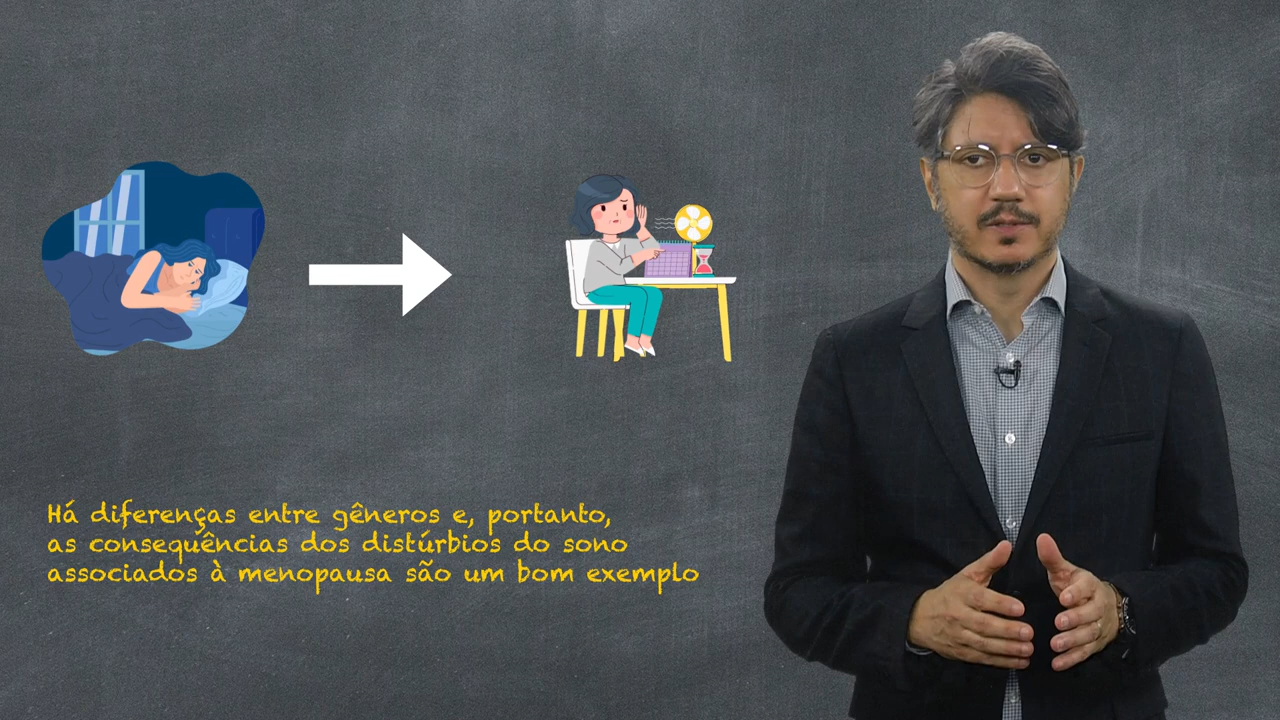 Há diferenças entre gêneros e, portanto,
as consequências dos distúrbios do sono
associados à menopausa são um bom exemplo